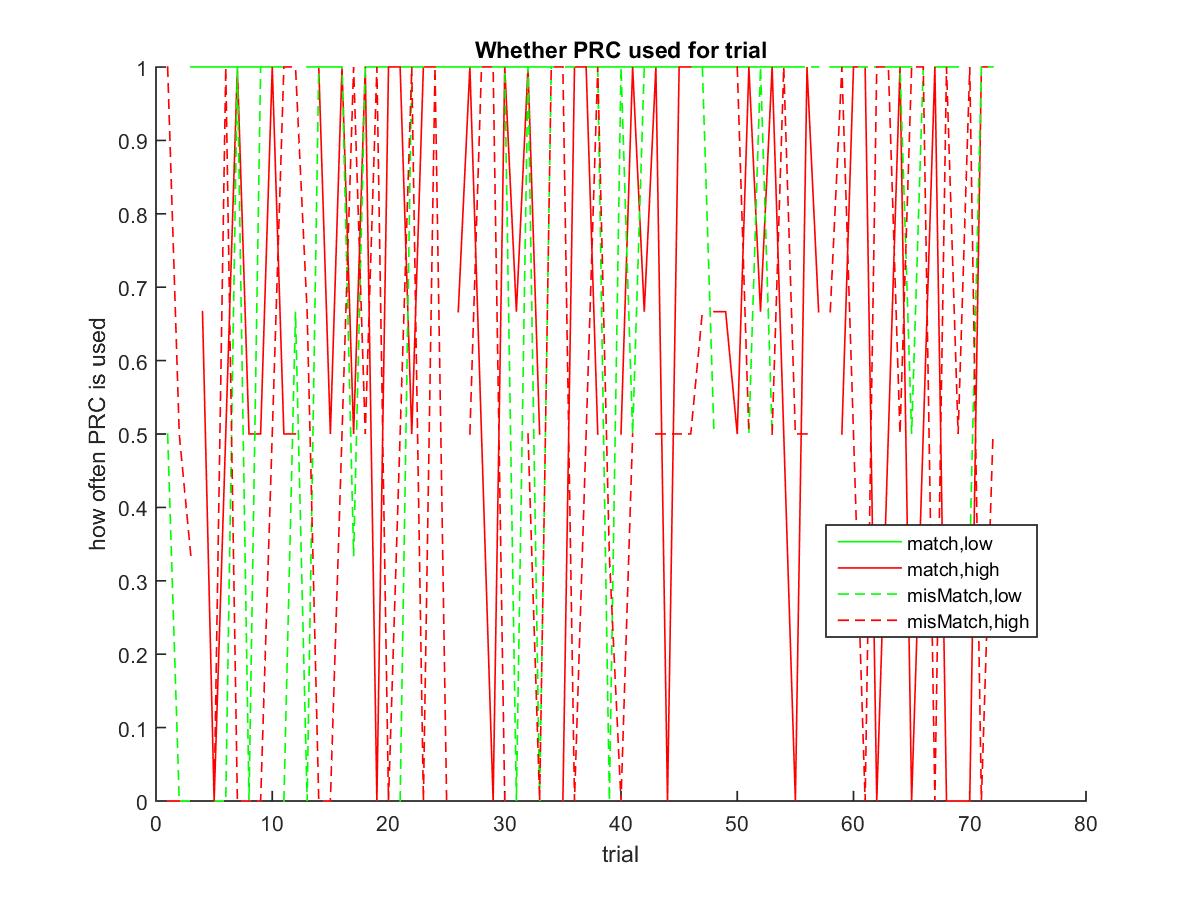 Whether PRC used for trial
how often PRC is used
1
0.9
0.8
0.7
0.6
0.5
0.4
0.3
0.2
0.1
0
match,low
match,high
misMatch,low
misMatch,high
0 10 20 30 40 50 60 70 80
trial